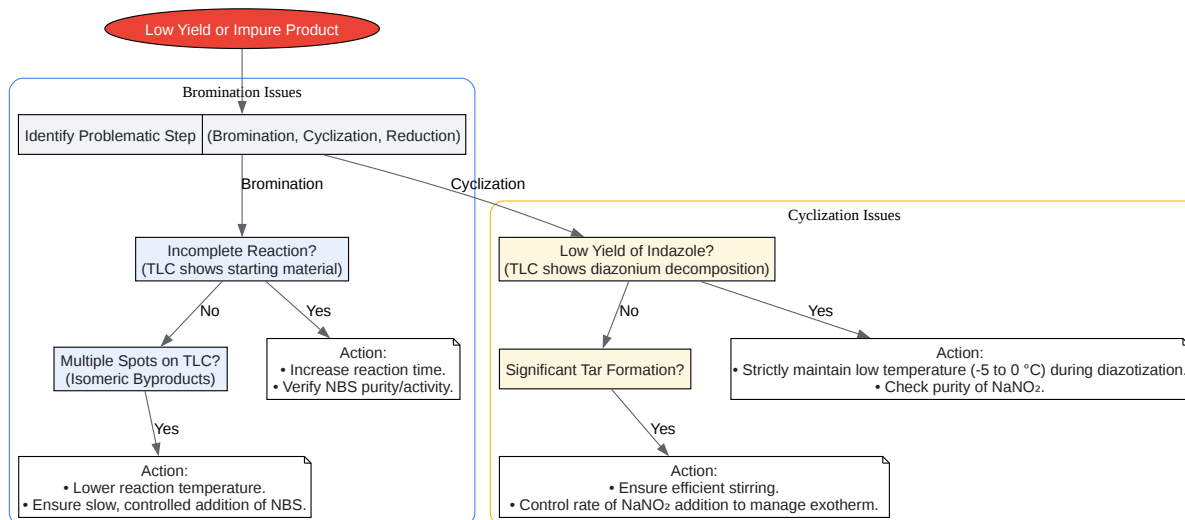 Low Yield or Impure Product
Bromination Issues
Identify Problematic Step
(Bromination, Cyclization, Reduction)
Bromination
Cyclization
Cyclization Issues
Incomplete Reaction?
(TLC shows starting material)
Low Yield of Indazole?
(TLC shows diazonium decomposition)
No
Yes
No
Yes
Multiple Spots on TLC?
(Isomeric Byproducts)
Action:
• Increase reaction time.
• Verify NBS purity/activity.
Significant Tar Formation?
Action:
• Strictly maintain low temperature (-5 to 0 °C) during diazotization.
• Check purity of NaNO₂.
Yes
Yes
Action:
• Lower reaction temperature.
• Ensure slow, controlled addition of NBS.
Action:
• Ensure efficient stirring.
• Control rate of NaNO₂ addition to manage exotherm.